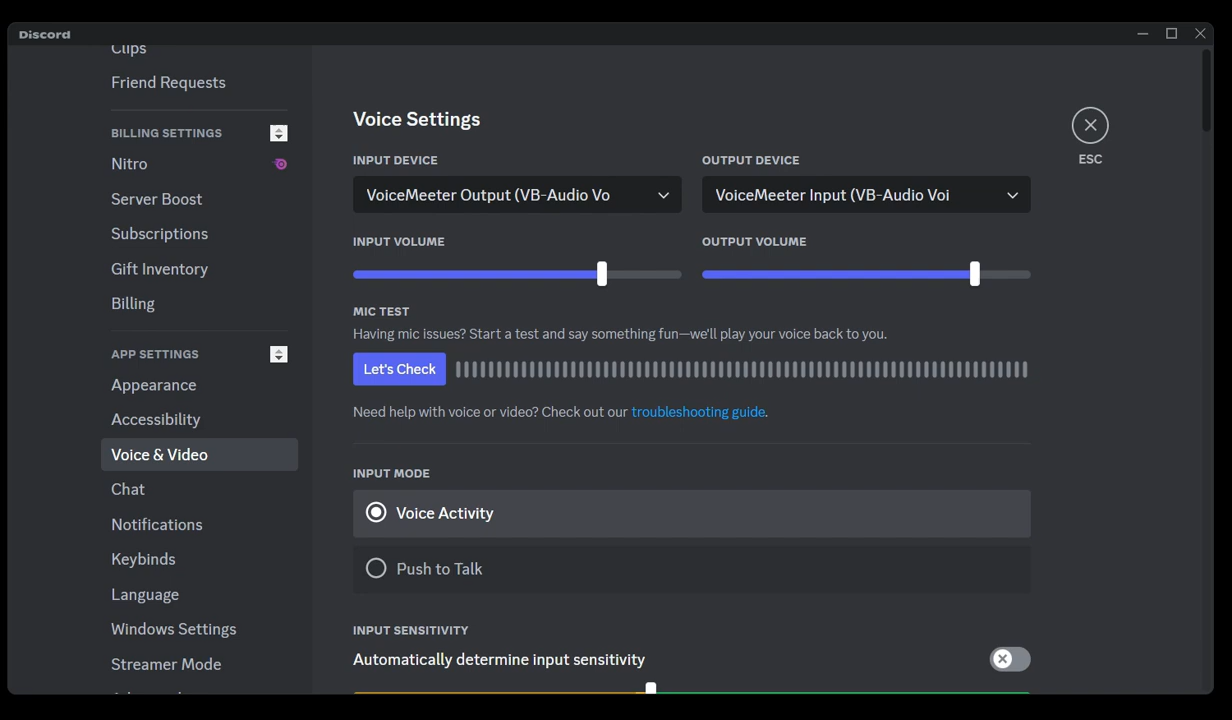 Discord
Clips
Friend Requests
BILLING SETTINGS
Nitro
Server Boost
Subscriptions
Gift Inventory
Billing
APP SETTINGS
Appearance
Accessibility
Voice & Video
Chat
Notifications
Keybinds
Language
Windows Settings
Streamer Mode
Voice Settings
ESC
INPUT DEVICE
VoiceMeeter Output (VB-Audio Vo
OUTPUT DEVICE
VoiceMeeter Input (VB-Audio Voi
INPUT VOLUME
OUTPUT VOLUME
MIC TEST
Having mic issues? Start a test and say something fun—we'll play your voice back to you.
Let's Check
Need help with voice or video? Check out our troubleshooting guide.
INPUT MODE
Voice Activity
Push to Talk
INPUT SENSITIVITY
Automatically determine input sensitivity